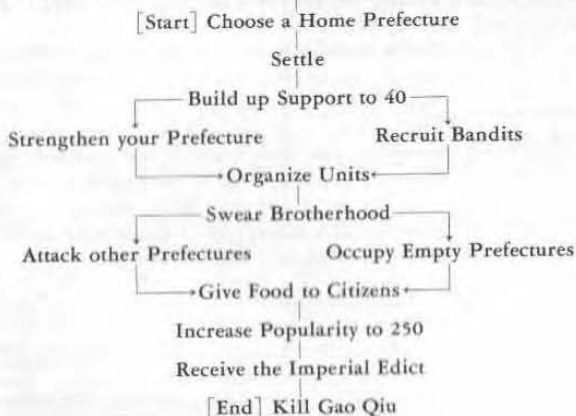 [Start] Choose a Home Prefecture
Settle
Build up Support to 40
Strengthen your Prefecture Recruit Bandits
Organize Units
Swear Brotherhood
Attack other Prefectures Occupy Empty Prefectures
Give Food to Citizens
Increase Popularity to 250
Receive the Imperial Edict
[End] Kill Gao Qiu